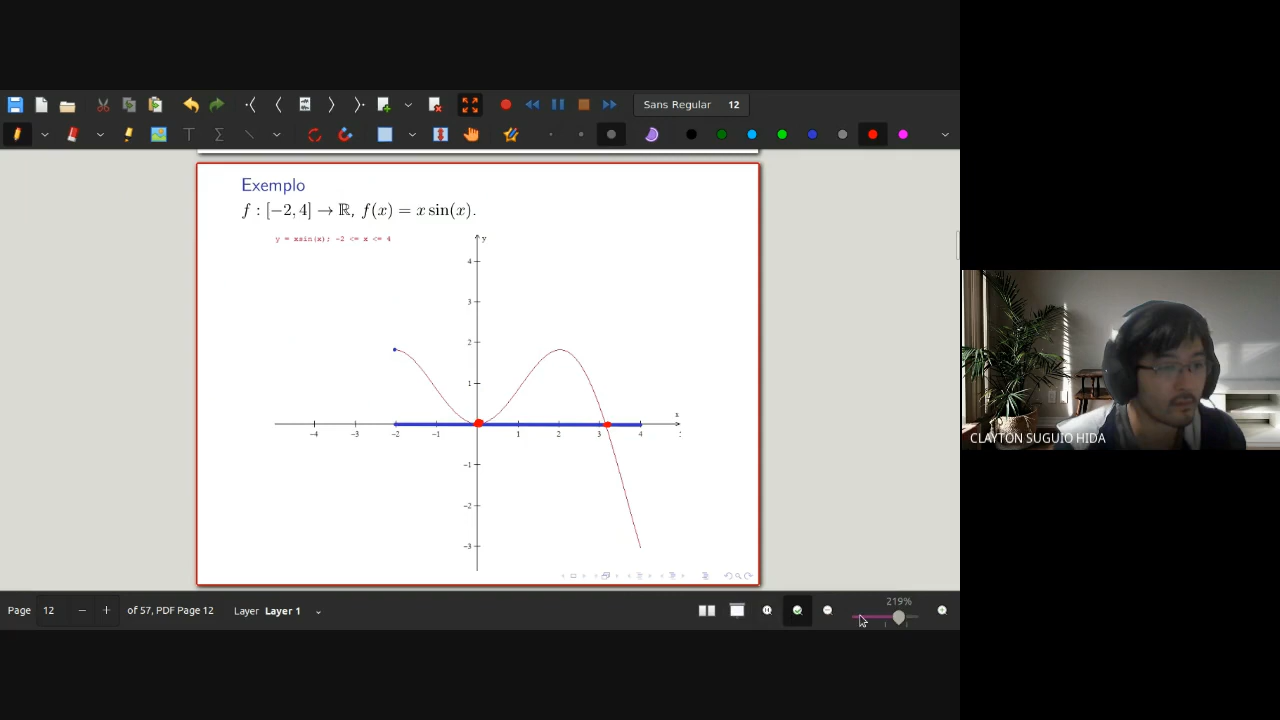 Sans Regular 12
Exemplo
f : [−2, 4] → ℝ, f(x) = x sin(x).
y = xsin(x); -2 <= x <= 4
y
4
3
2
1
x
−4 −3 −2 −1 1 2 3 4
−1
−2
−3
CLAYTON SUGUIO HIDA
Page 12 of 57, PDF Page 12 Layer Layer 1 219%